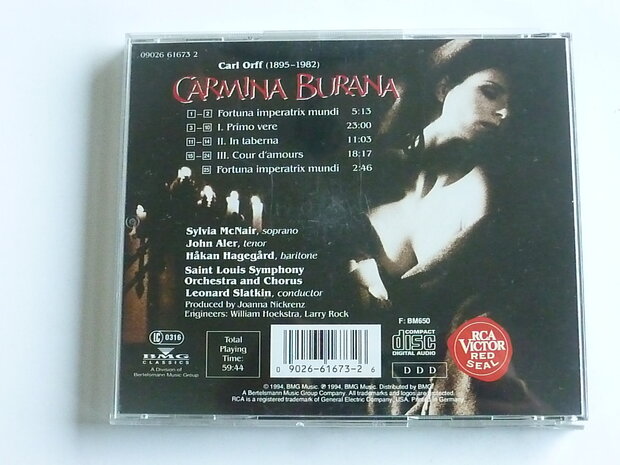 09026 61673 2
Carl Orff (1895-1982)
CARMINA BURANA
1 - 2 Fortuna imperatrix mundi 5:13
3 - 10 I. Primo vere 23:00
11 - 14 II. In taberna 11:03
15 - 24 III. Cour d'amours 18:17
25 Fortuna imperatrix mundi 2:46
Sylvia McNair, soprano
John Aler, tenor
Håkan Hagegård, baritone
Saint Louis Symphony
Orchestra and Chorus
Leonard Slatkin, conductor
Produced by Joanna Nickrenz
Engineers: William Hoekstra, Larry Rock
F: BM650
LC 0316
BMG
CLASSICS
A Division of
Bertelsmann Music Group
Total
Playing
Time:
59:44
0 9026-61673-2 6
COMPACT
disc
DIGITAL AUDIO
D D D
RCA
VICTOR
RED
SEAL
© 1994, BMG Music. ℗ 1994, BMG Music. Distributed by BMG
A Bertelsmann Music Group Company. All trademarks and logos are protected.
RCA is a registered trademark of General Electric Company, USA. Printed in Germany.